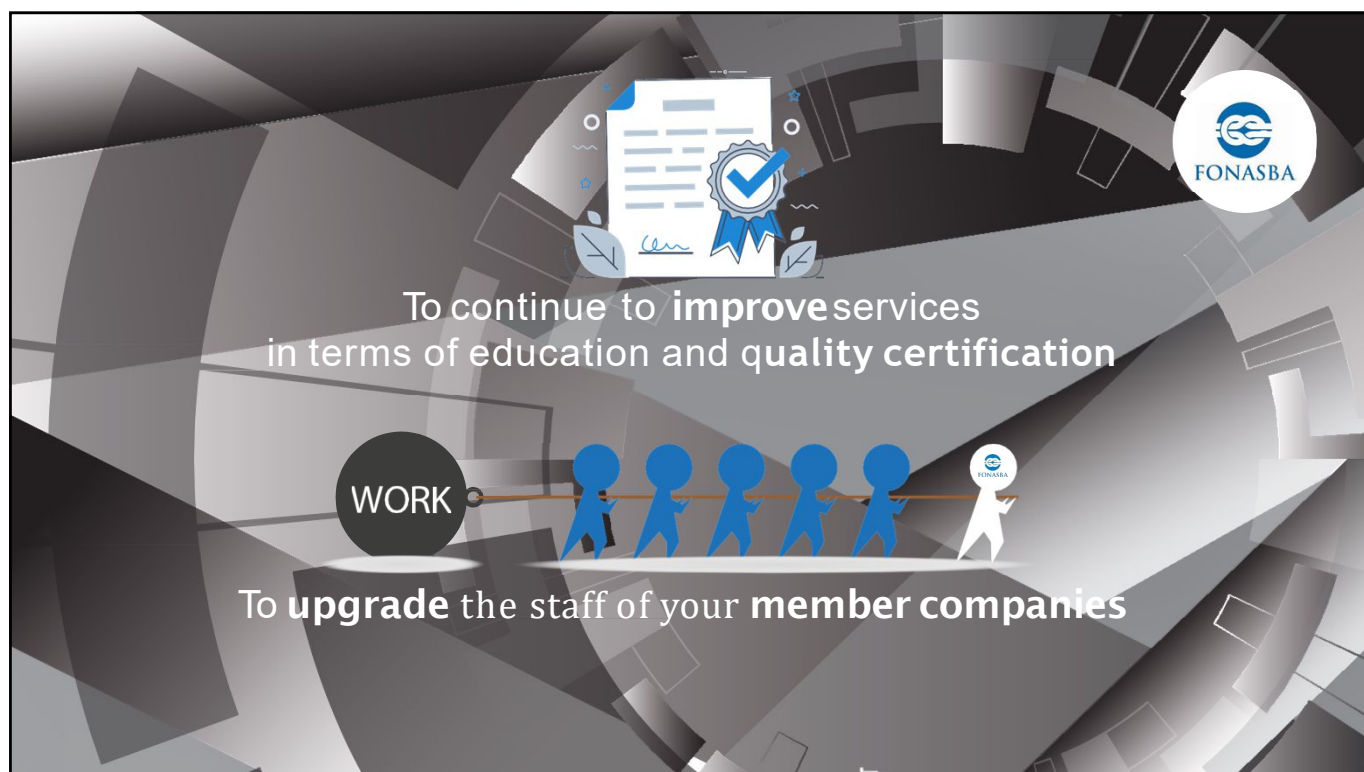 FONASBA
To continue to improve services
in terms of education and quality certification
WORK
FONASBA
To upgrade the staff of your member companies